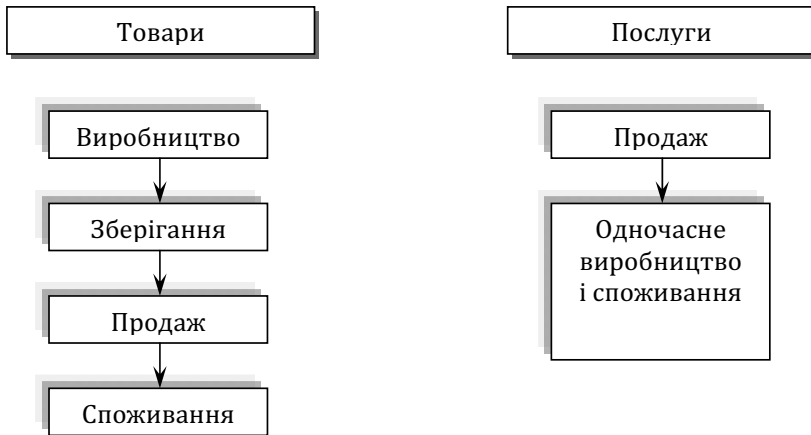 Товари
Послуги
Виробництво
Зберігання
Продаж
Споживання
Продаж
Одночасне
виробництво
і споживання